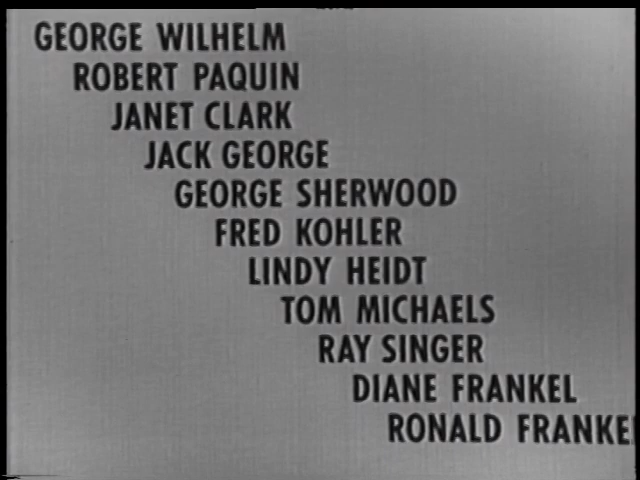 GEORGE WILHELM
ROBERT PAQUIN
JANET CLARK
JACK GEORGE
GEORGE SHERWOOD
FRED KOHLER
LINDY HEIDT
TOM MICHAELS
RAY SINGER
DIANE FRANKEL
RONALD FRANKE